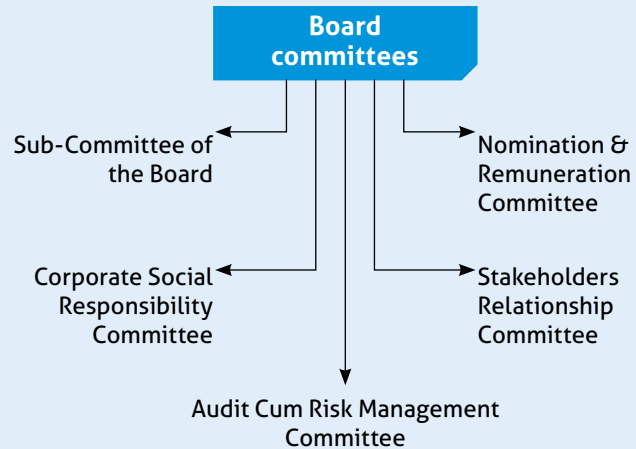 Board
committees
Sub-Committee of
the Board
Nomination &
Remuneration
Committee
Corporate Social
Responsibility
Committee
Stakeholders
Relationship
Committee
Audit Cum Risk Management
Committee